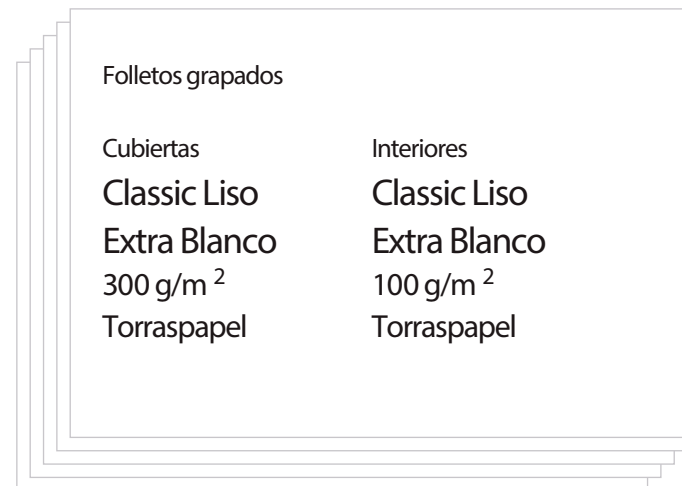 Folletos grapados
Cubiertas
Classic Liso
Extra Blanco
300 g/m ²
Torraspapel
Interiores
Classic Liso
Extra Blanco
100 g/m ²
Torraspapel